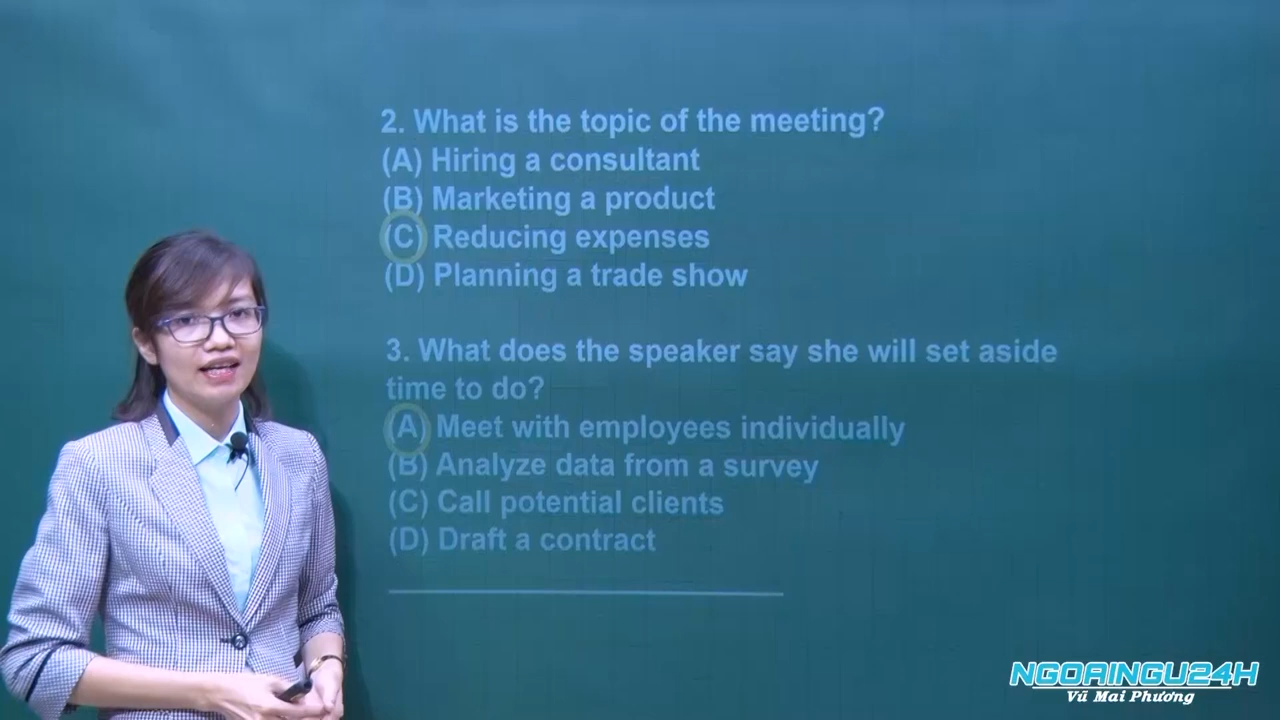 2. What is the topic of the meeting?
(A) Hiring a consultant
(B) Marketing a product
(C) Reducing expenses
(D) Planning a trade show
3. What does the speaker say she will set aside
time to do?
(A) Meet with employees individually
(B) Analyze data from a survey
(C) Call potential clients
(D) Draft a contract
NGOAINGU24H
Vũ Mai Phương